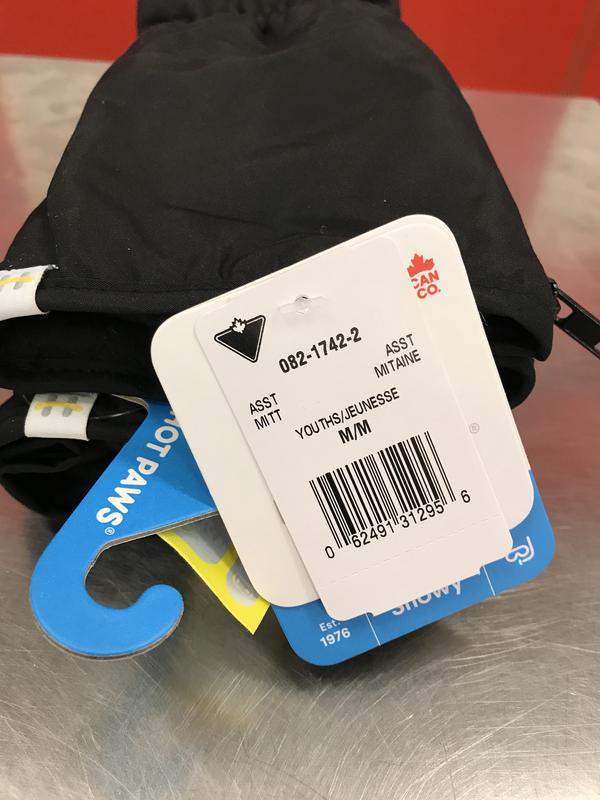 CAN
CO.
082-1742-2
ASST
MITT
ASST
MITAINE
YOUTHS/JEUNESSE
M/M
0 62491 31295 6
®
HOT PAWS®
Est.
1976
Snowy